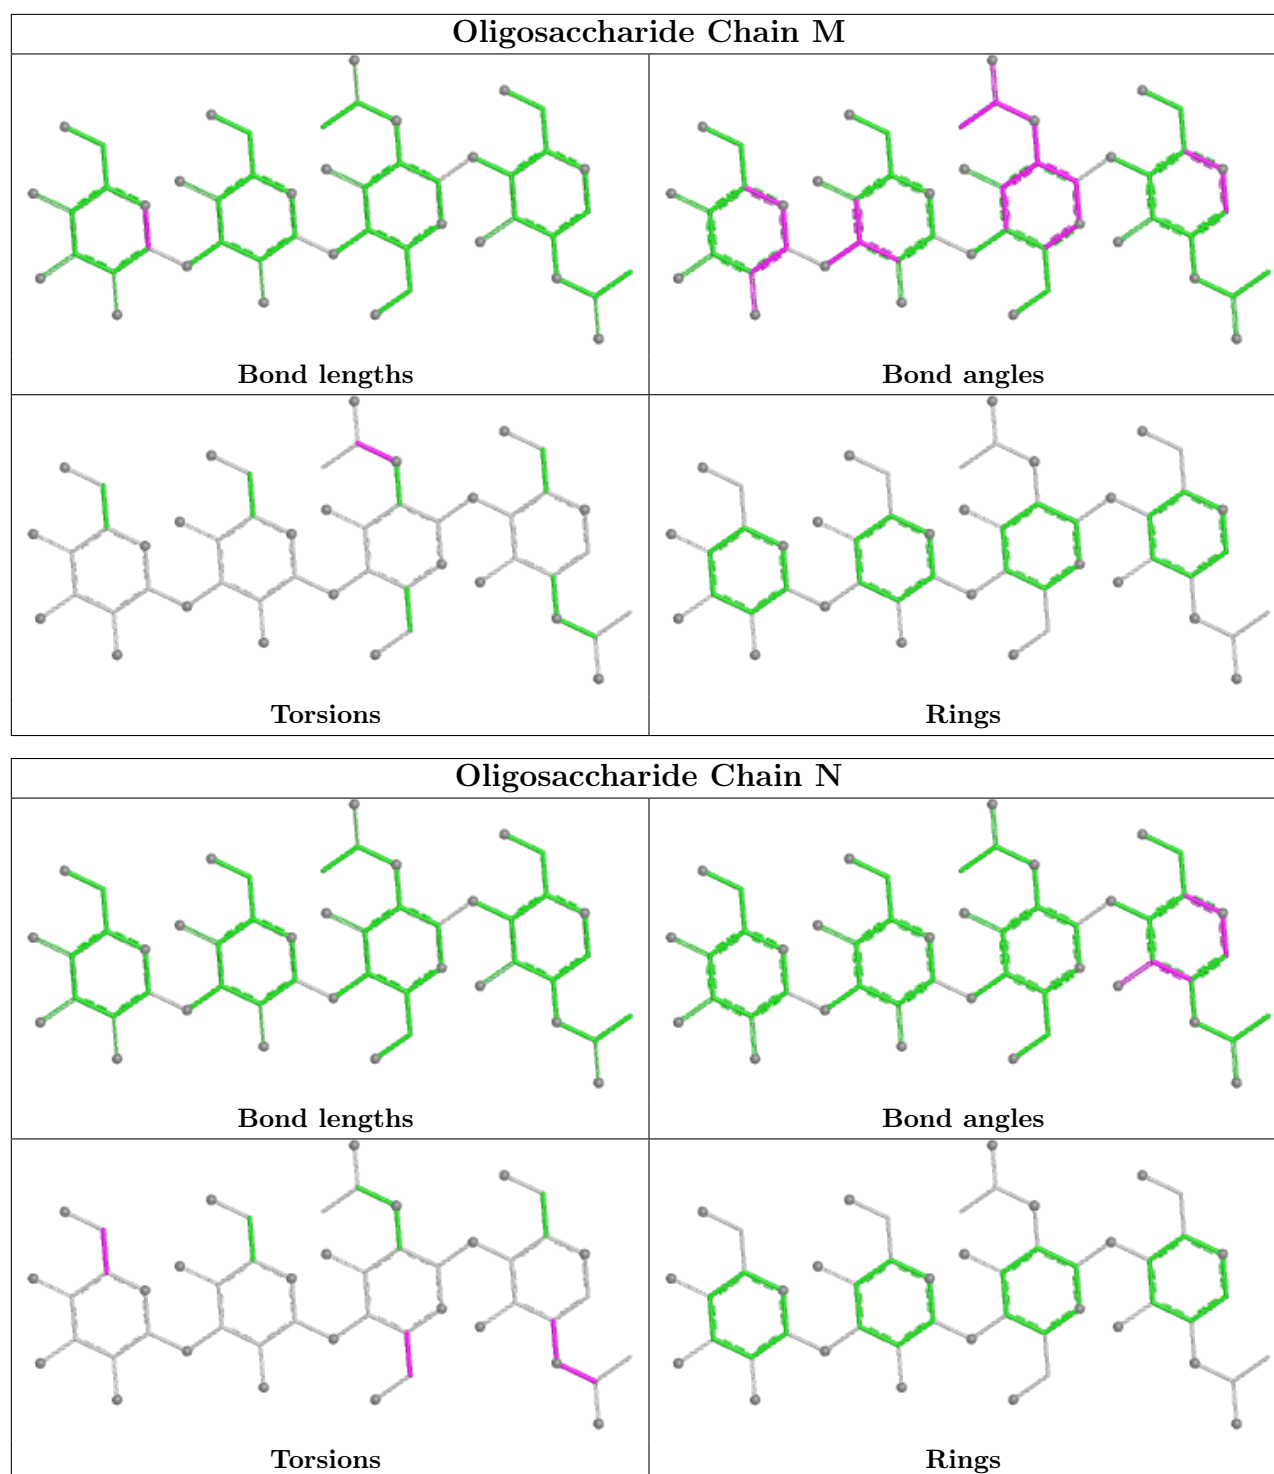 Oligosaccharide Chain M
Bond lengths
Bond angles
Torsions
Rings
Oligosaccharide Chain N
Bond lengths
Bond angles
Torsions
Rings